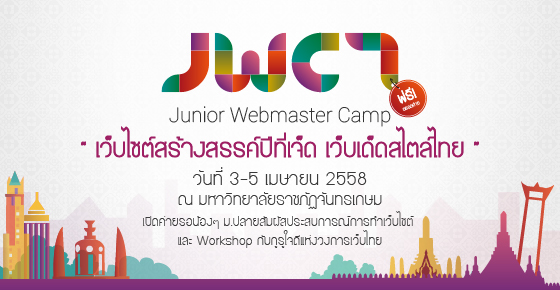 JWC7
ฟรี!
ตลอดค่าย
Junior Webmaster Camp
" เว็บไซต์สร้างสรรค์ปีที่เจ็ด เว็บเด็ดสไตล์ไทย "
วันที่ 3-5 เมษายน 2558
ณ มหาวิทยาลัยราชภัฏจันทรเกษม
เปิดค่ายรอน้องๆ ม.ปลายสัมผัสประสบการณ์การทำเว็บไซต์
และ Workshop กับกูรูใจดีแห่งวงการเว็บไทย